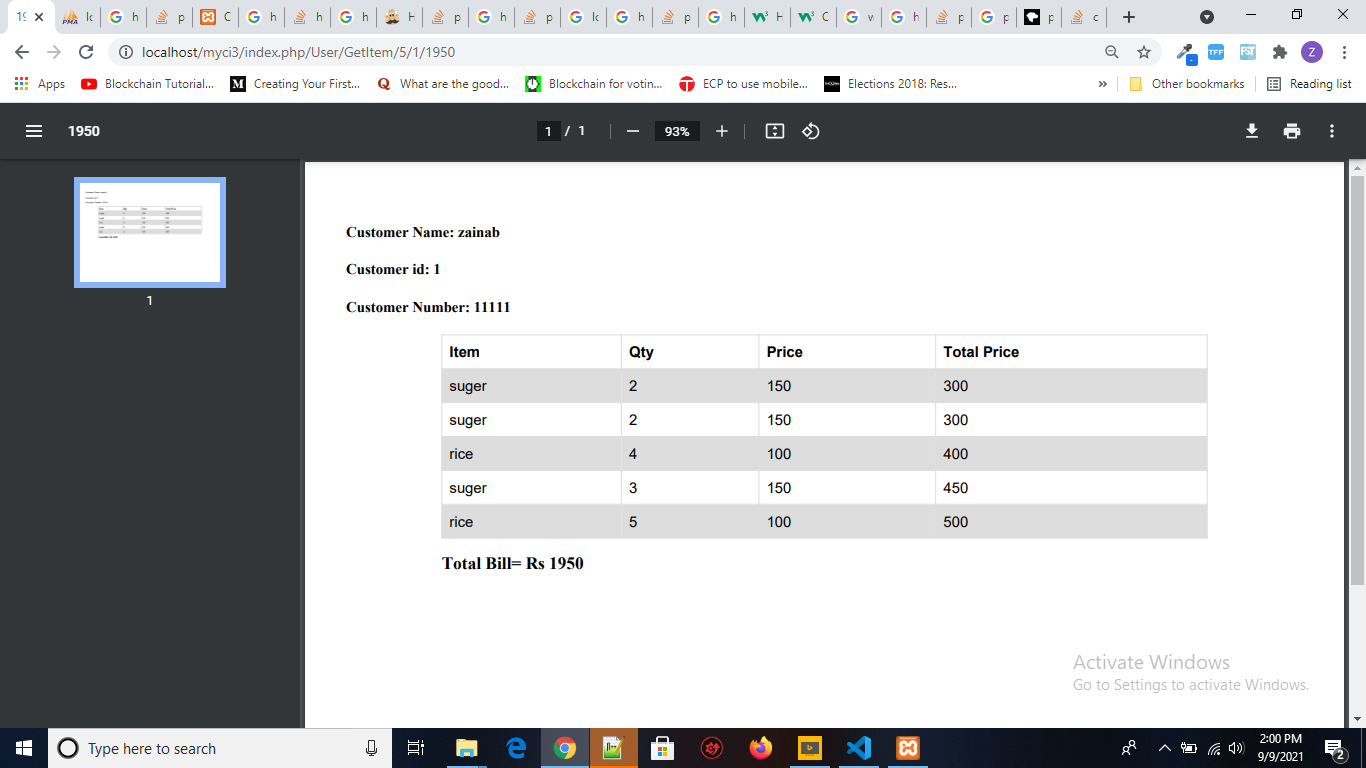 localhost/myci3/index.php/User/GetItem/5/1/1950
Apps Blockchain Tutorial... Creating Your First... What are the good... Blockchain for votin... ECP to use mobile... Elections 2018: Res... » Other bookmarks Reading list
1950 1 / 1 93%
Customer Name: zainab
Customer id: 1
Customer Number: 11111
Item Qty Price Total Price
suger 2 150 300
suger 2 150 300
rice 4 100 400
suger 3 150 450
rice 5 100 500
Total Bill= Rs 1950
1
Activate Windows
Go to Settings to activate Windows.
Type here to search
2:00 PM
9/9/2021
2